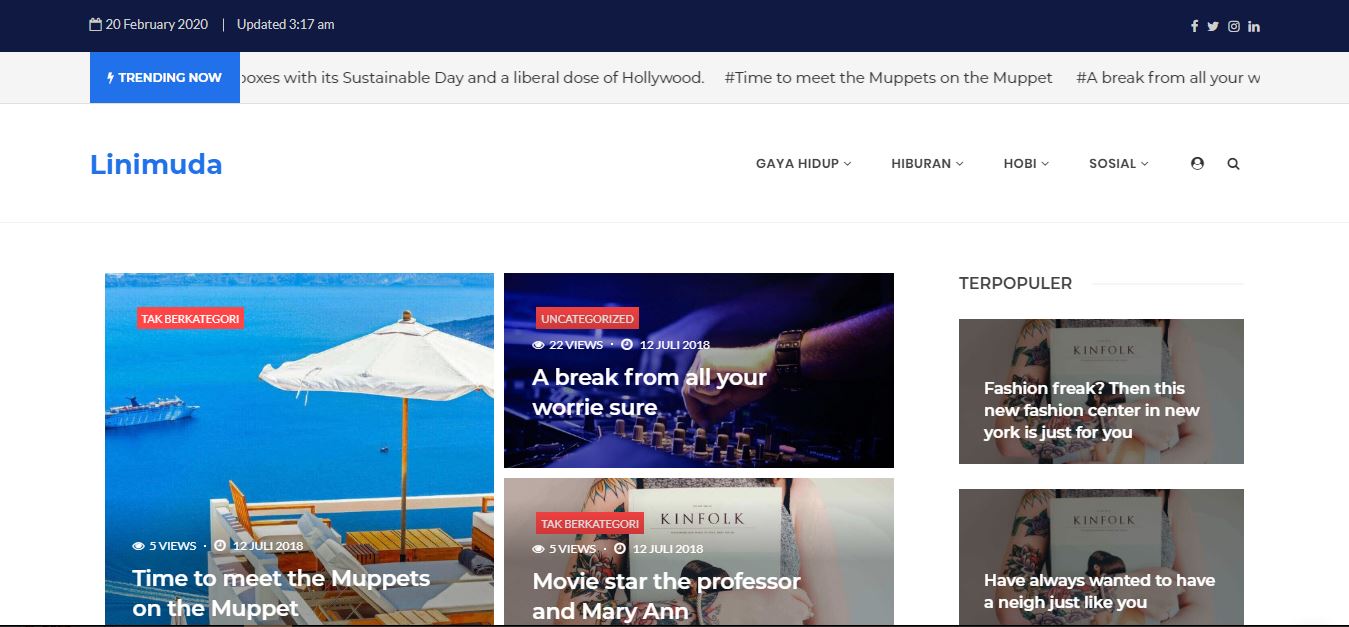 20 February 2020 | Updated 3:17 am
TRENDING NOW
boxes with its Sustainable Day and a liberal dose of Hollywood. #Time to meet the Muppets on the Muppet #A break from all your w
Linimuda
GAYA HIDUP
HIBURAN
HOBI
SOSIAL
TAK BERKATEGORI
5 VIEWS · 12 JULI 2018
Time to meet the Muppets
on the Muppet
UNCATEGORIZED
22 VIEWS · 12 JULI 2018
A break from all your
worrie sure
KINFOLK
TAK BERKATEGORI
5 VIEWS · 12 JULI 2018
Movie star the professor
and Mary Ann
TERPOPULER
KINFOLK
Fashion freak? Then this
new fashion center in new
york is just for you
KINFOLK
Have always wanted to have
a neigh just like you